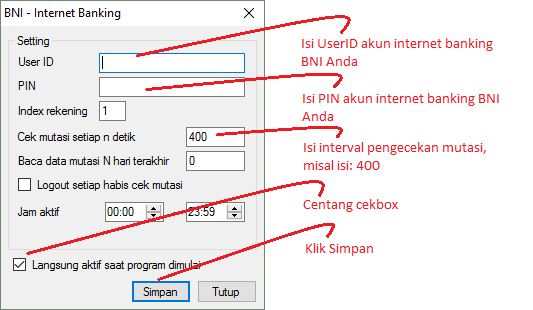 BNI - Internet Banking
Setting
User ID
PIN
Index rekening 1
Cek mutasi setiap n detik 400
Baca data mutasi N hari terakhir 0
Logout setiap habis cek mutasi
Jam aktif 00:00 23:59
Langsung aktif saat program dimulai
Simpan Tutup
Isi UserID akun internet banking
BNI Anda
Isi PIN akun internet banking BNI
Anda
Isi interval pengecekan mutasi,
misal isi: 400
Centang cekbox
Klik Simpan